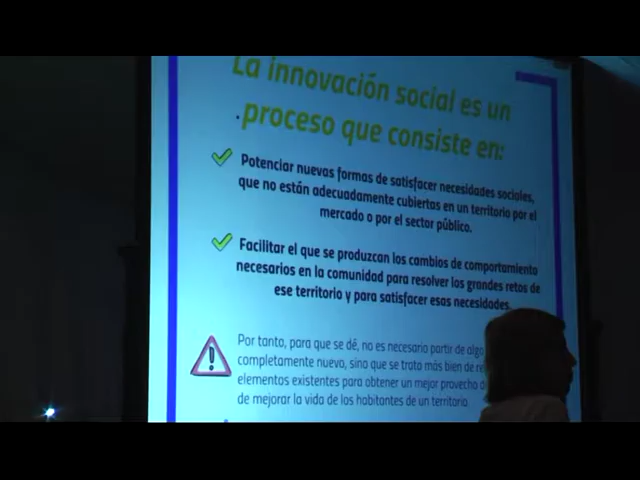 La innovación social es un
proceso que consiste en:
Potenciar nuevas formas de satisfacer necesidades sociales,
que no están adecuadamente cubiertas en un territorio por el
mercado o por el sector público.
Facilitar el que se produzcan los cambios de comportamiento
necesarios en la comunidad para resolver los grandes retos de
ese territorio y para satisfacer esas necesidades.
Por tanto, para que se dé, no es necesario partir de algo
completamente nuevo, sino que se trata más bien de
elementos existentes para obtener un mejor provecho
de mejorar la vida de los habitantes de un territorio.